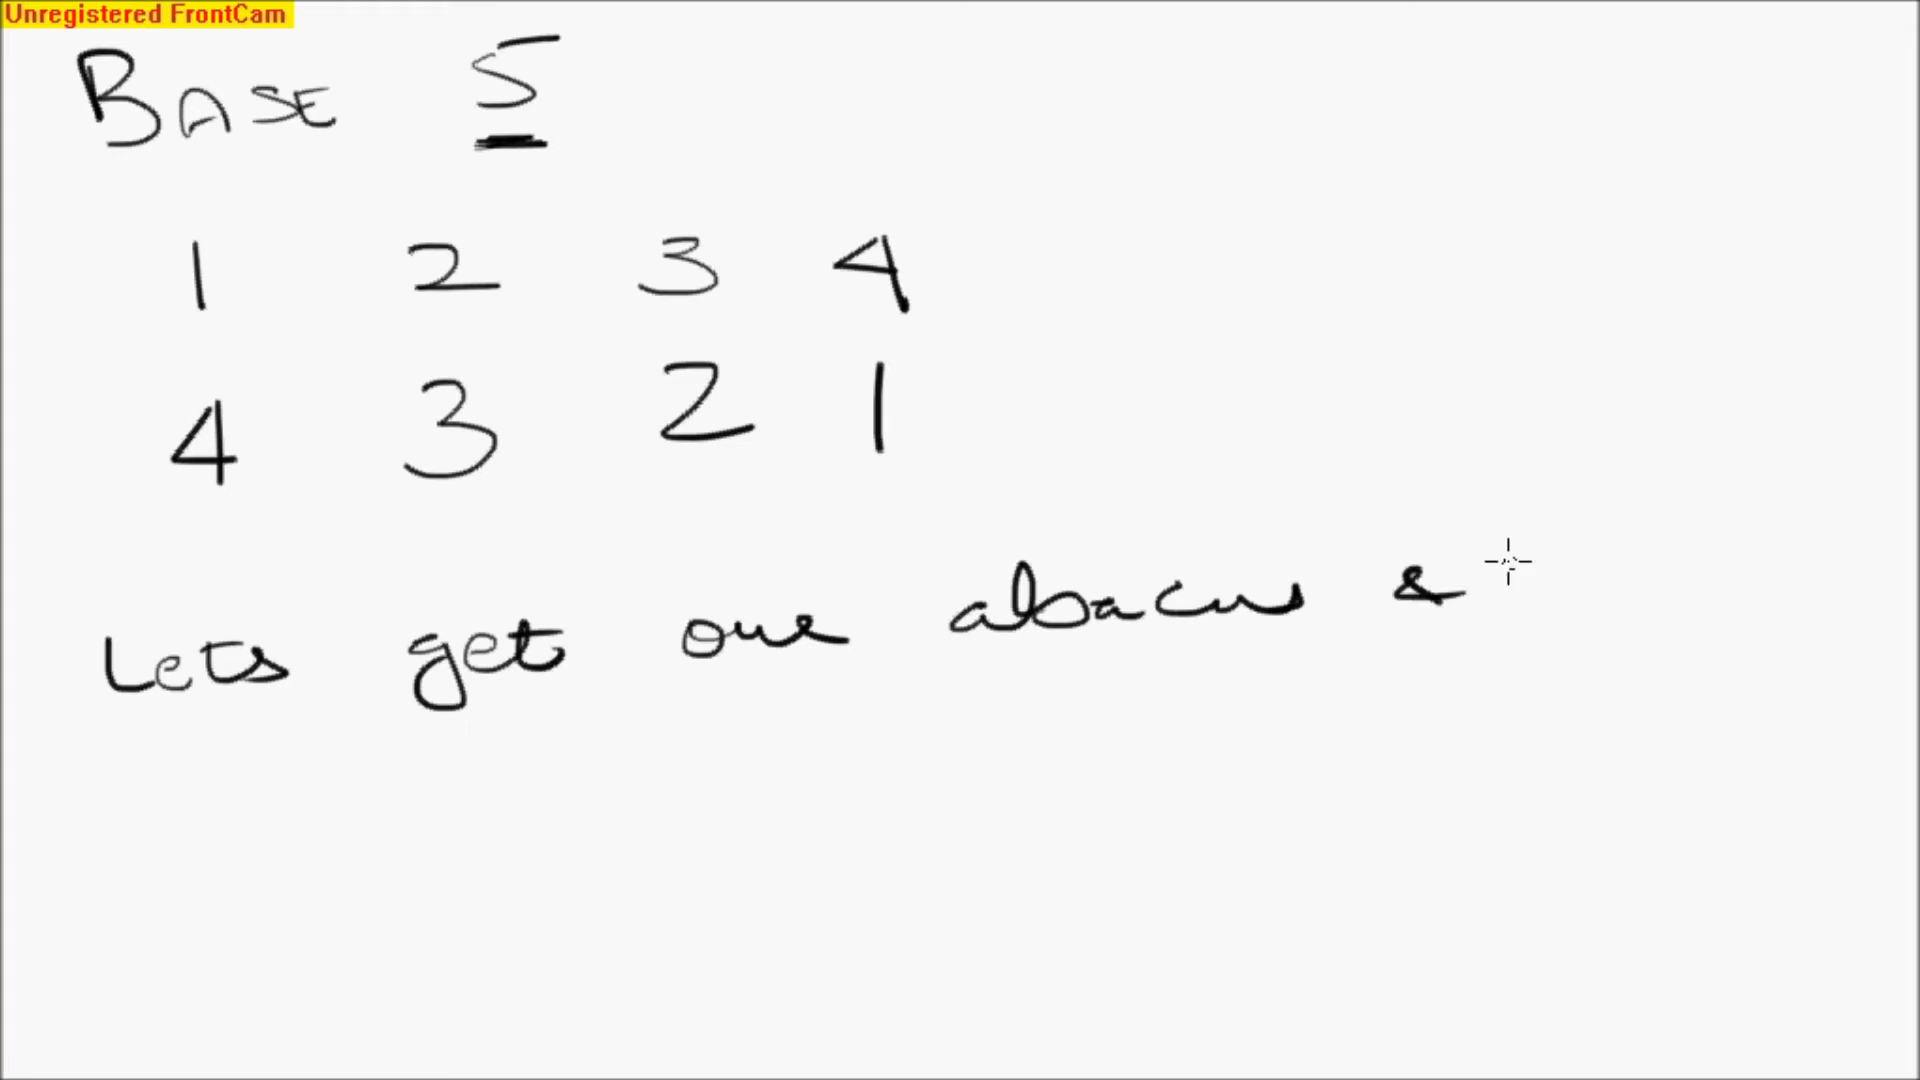 Unregistered FrontCam
BASE 5
1 2 3 4
4 3 2 1
Lets get our abacus &